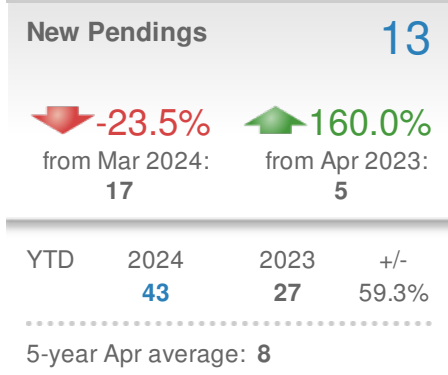 New Pendings 13
-23.5% 160.0%
from Mar 2024: from Apr 2023:
17 5
YTD 2024 2023 +/-
43 27 59.3%
5-year Apr average: 8